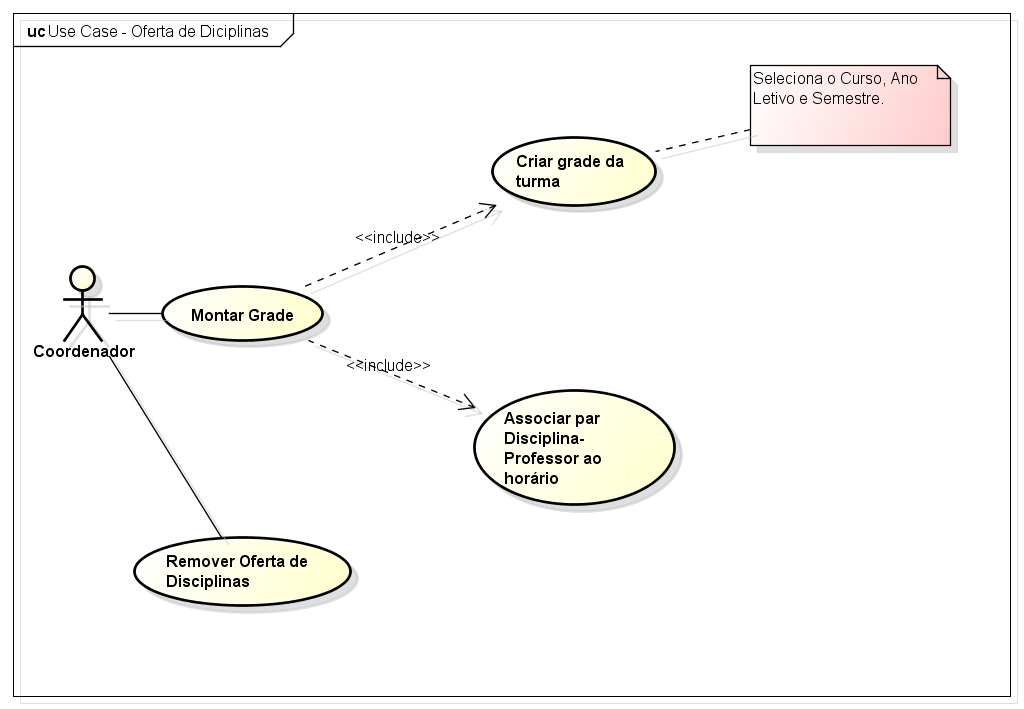 uc Use Case - Oferta de Diciplinas
Seleciona o Curso, Ano
Letivo e Semestre.
Criar grade da
turma
<<include>>
Montar Grade
Coordenador
<<include>>
Associar par
Disciplina-
Professor ao
horário
Remover Oferta de
Disciplinas